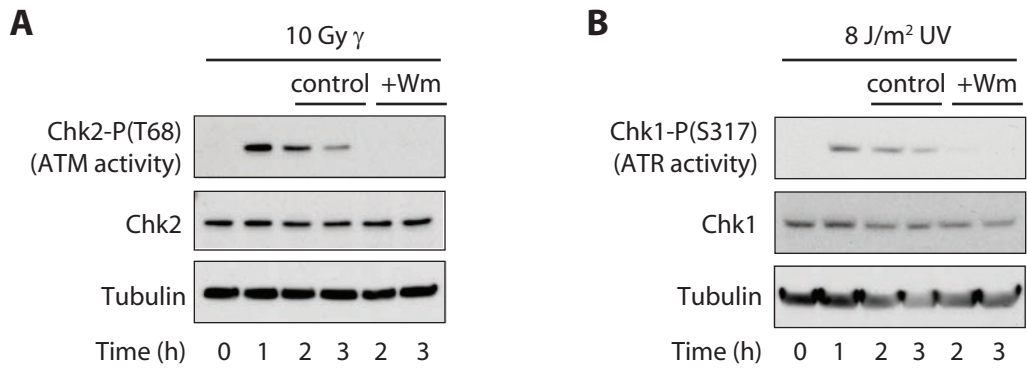 A
10 Gy γ
control +Wm
Chk2-P(T68)
(ATM activity)
Chk2
Tubulin
Time (h) 0 1 2 3 2 3
B
8 J/m² UV
control +Wm
Chk1-P(S317)
(ATR activity)
Chk1
Tubulin
Time (h) 0 1 2 3 2 3